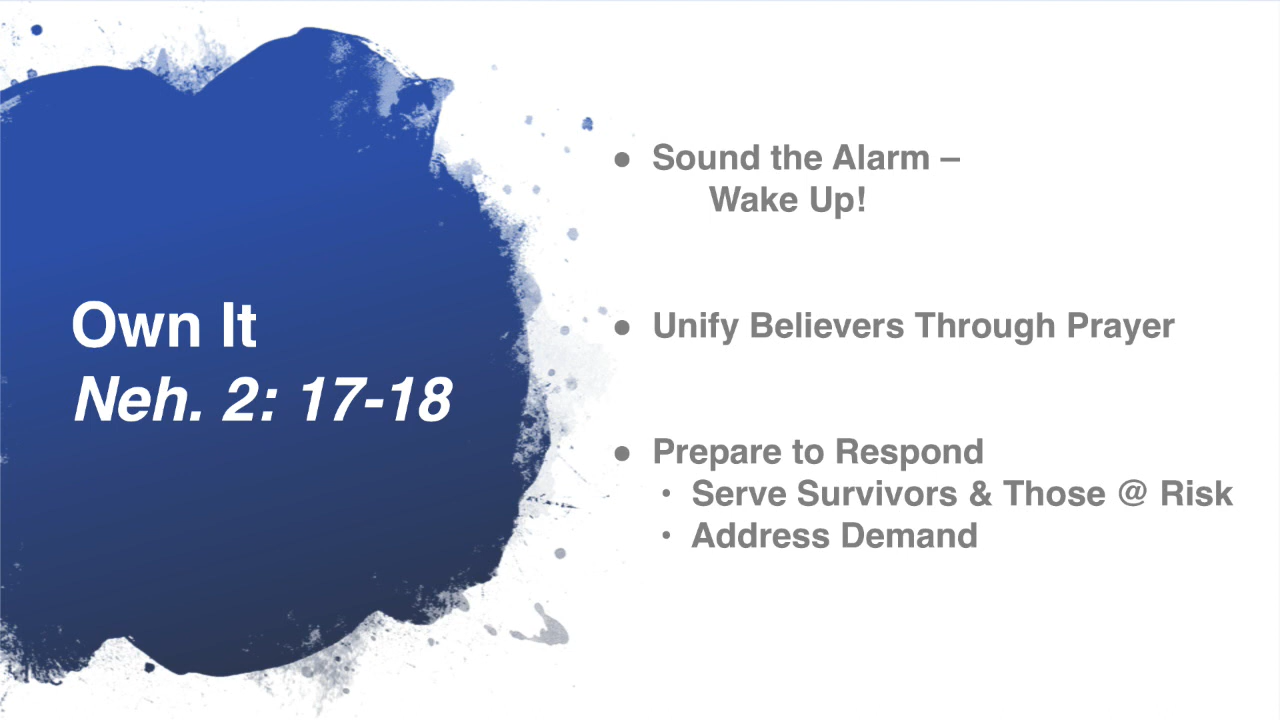 Own It
Neh. 2: 17-18
● Sound the Alarm –
Wake Up!
● Unify Believers Through Prayer
● Prepare to Respond
• Serve Survivors & Those @ Risk
• Address Demand